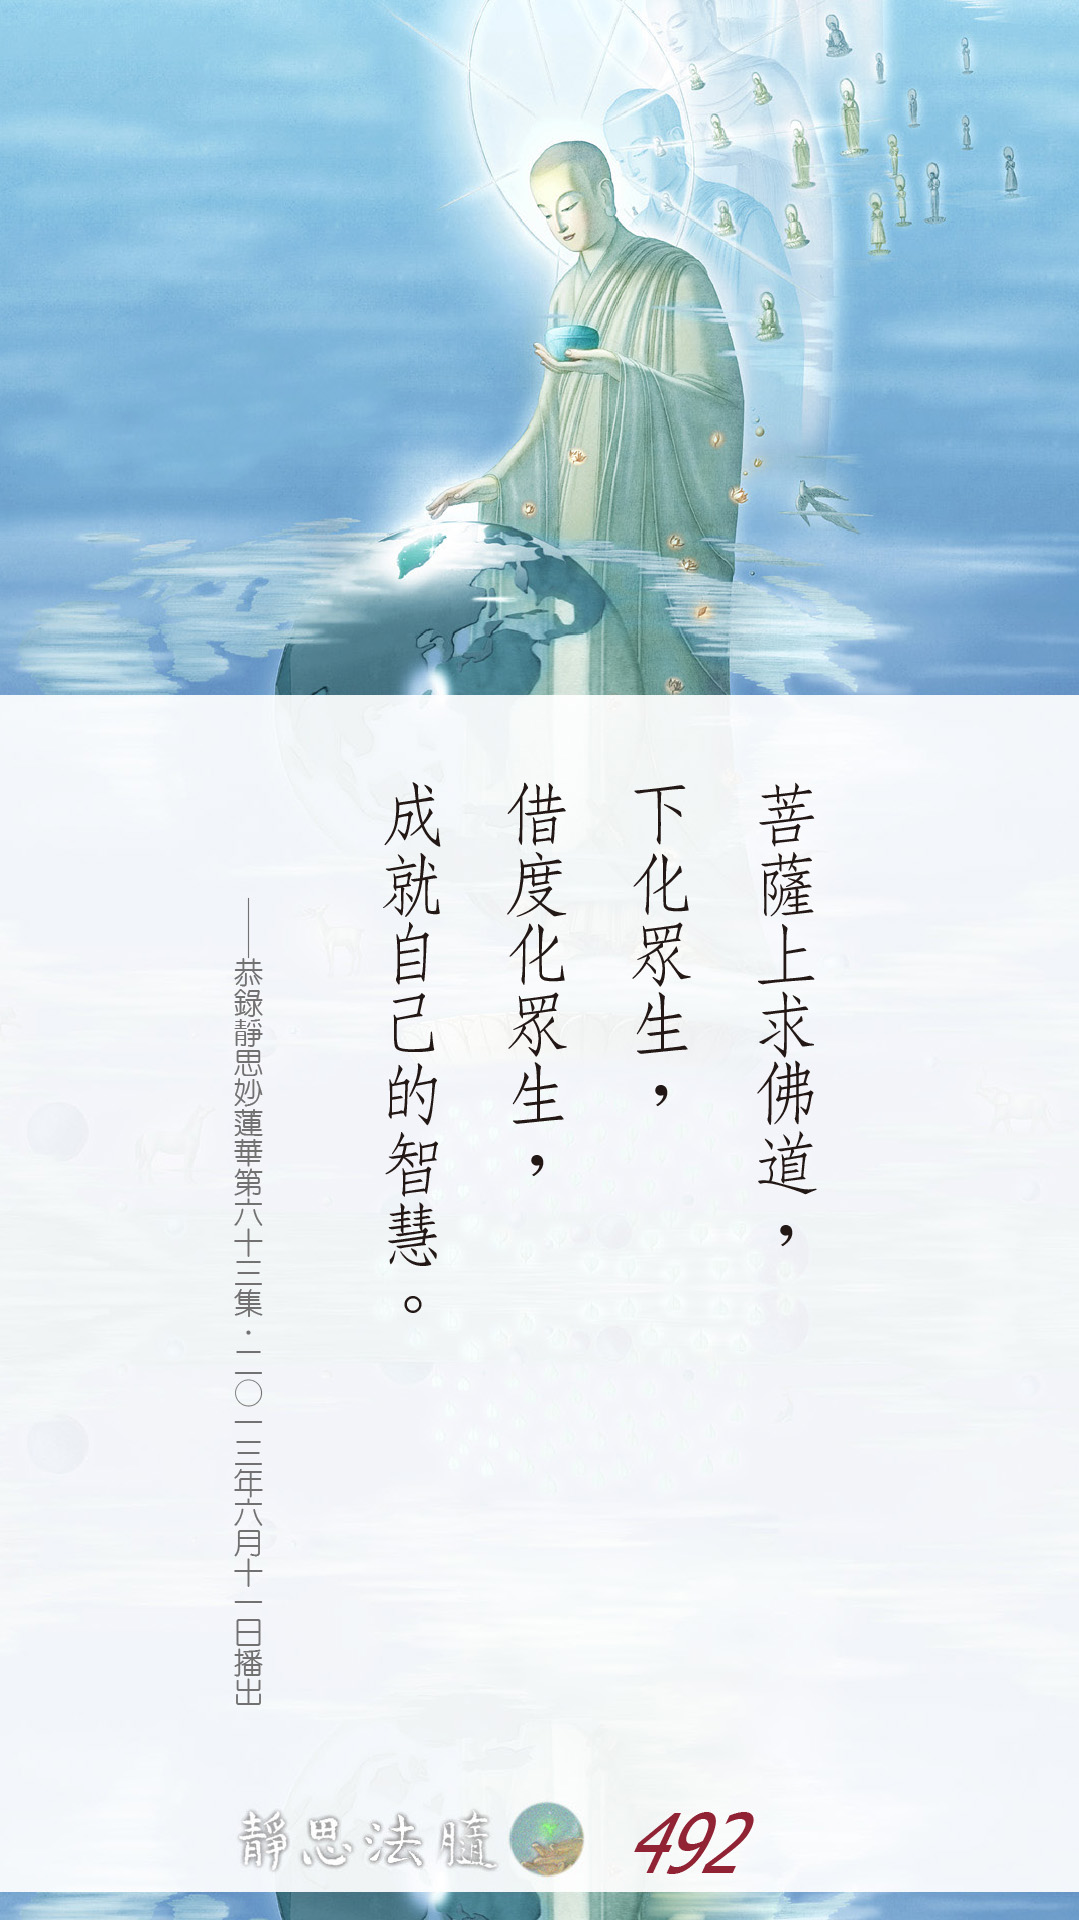 菩薩上求佛道，
下化眾生，
借度化眾生，
成就自己的智慧。
——恭錄靜思妙蓮華第六十三集．二〇一三年六月十一日播出
靜思法髓
492